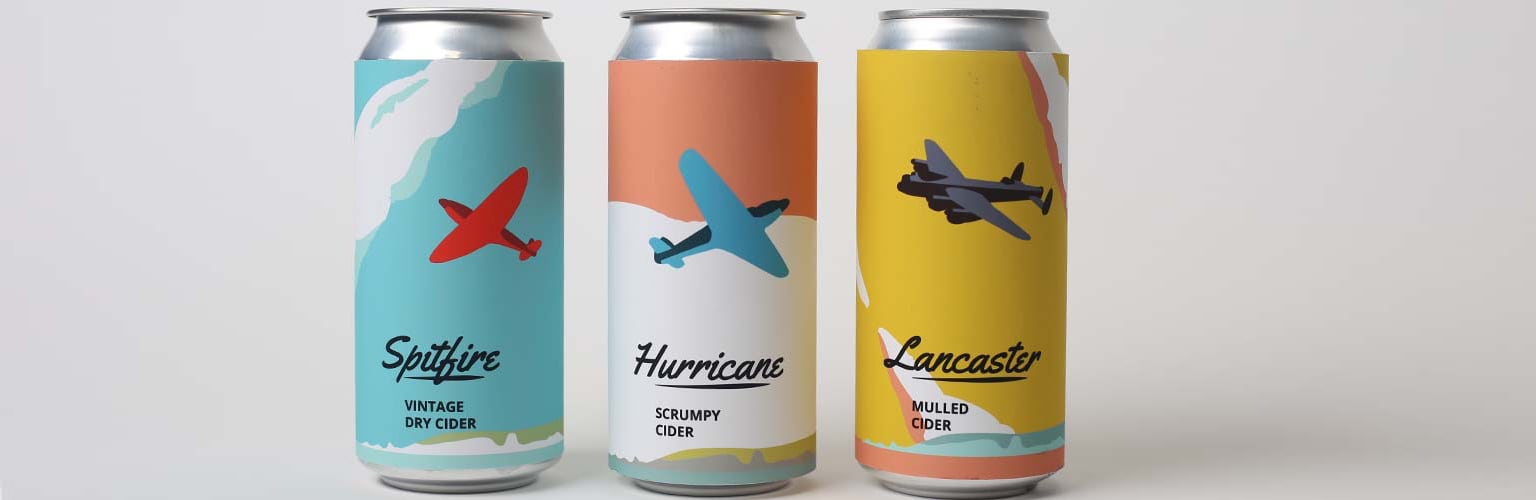 Spitfire
VINTAGE
DRY CIDER
Hurricane
SCRUMPY
CIDER
Lancaster
MULLED
CIDER